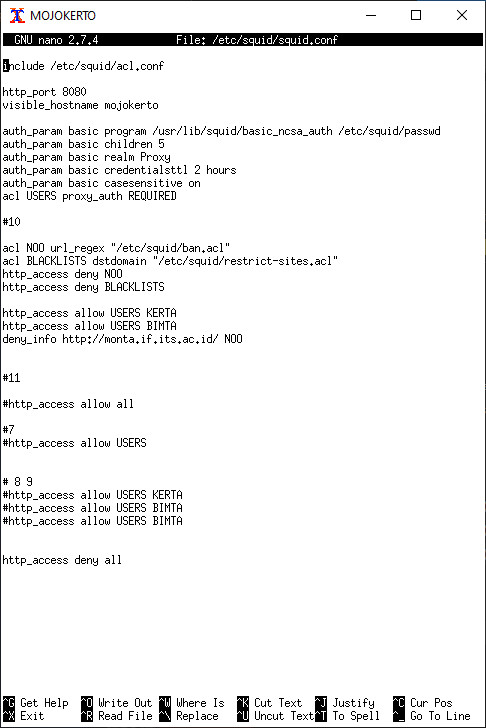 MOJOKERTO
GNU nano 2.7.4 File: /etc/squid/squid.conf
include /etc/squid/acl.conf
http_port 8080
visible_hostname mojokerto
auth_param basic program /usr/lib/squid/basic_ncsa_auth /etc/squid/passwd
auth_param basic children 5
auth_param basic realm Proxy
auth_param basic credentialsttl 2 hours
auth_param basic casesensitive on
acl USERS proxy_auth REQUIRED
#10
acl NOO url_regex "/etc/squid/ban.acl"
acl BLACKLISTS dstdomain "/etc/squid/restrict-sites.acl"
http_access deny NOO
http_access deny BLACKLISTS
http_access allow USERS KERTA
http_access allow USERS BIMTA
deny_info http://monta.if.its.ac.id/ NOO
#11
#http_access allow all
#7
#http_access allow USERS
# 8 9
#http_access allow USERS KERTA
#http_access allow USERS BIMTA
#http_access allow USERS BIMTA
http_access deny all
^G Get Help ^O Write Out ^W Where Is ^K Cut Text ^J Justify ^C Cur Pos
^X Exit ^R Read File ^\ Replace ^U Uncut Text ^T To Spell ^_ Go To Line